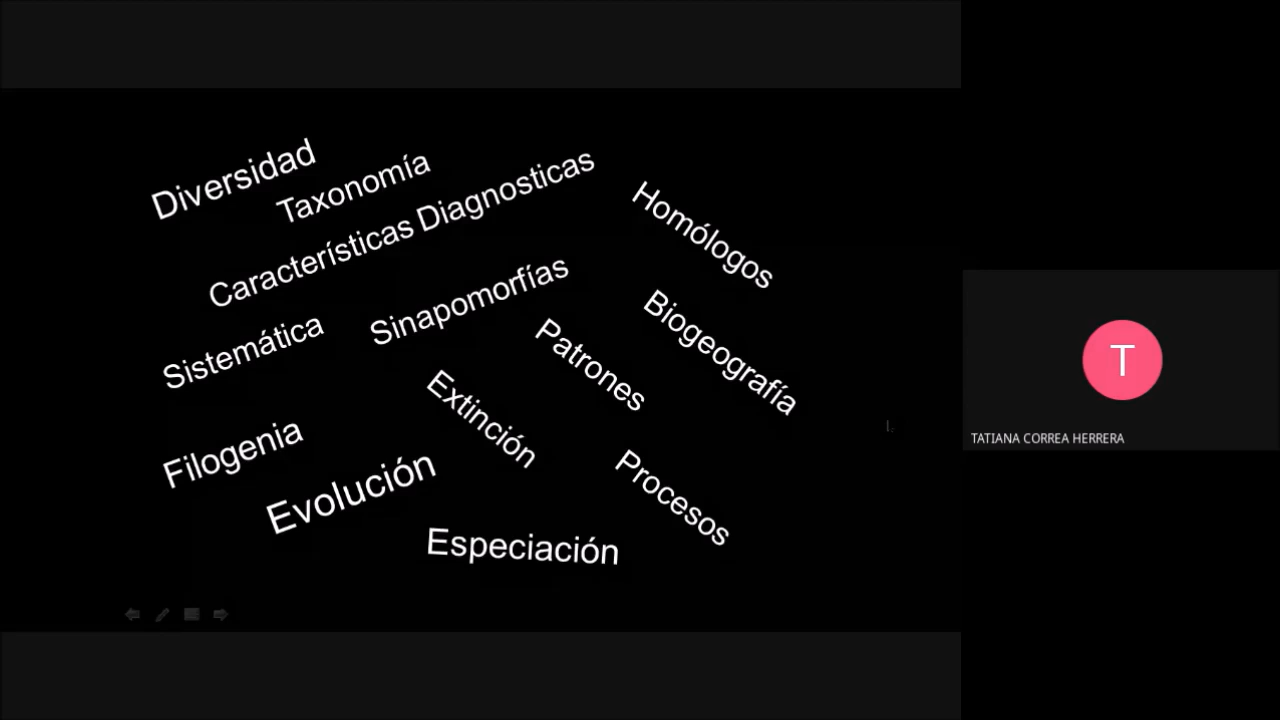 Diversidad
Taxonomía
Características Diagnosticas
Homólogos
Sinapomorfías
Sistemática
Biogeografía
Patrones
Extinción
Filogenia
Evolución
Procesos
Especiación
T
TATIANA CORREA HERRERA